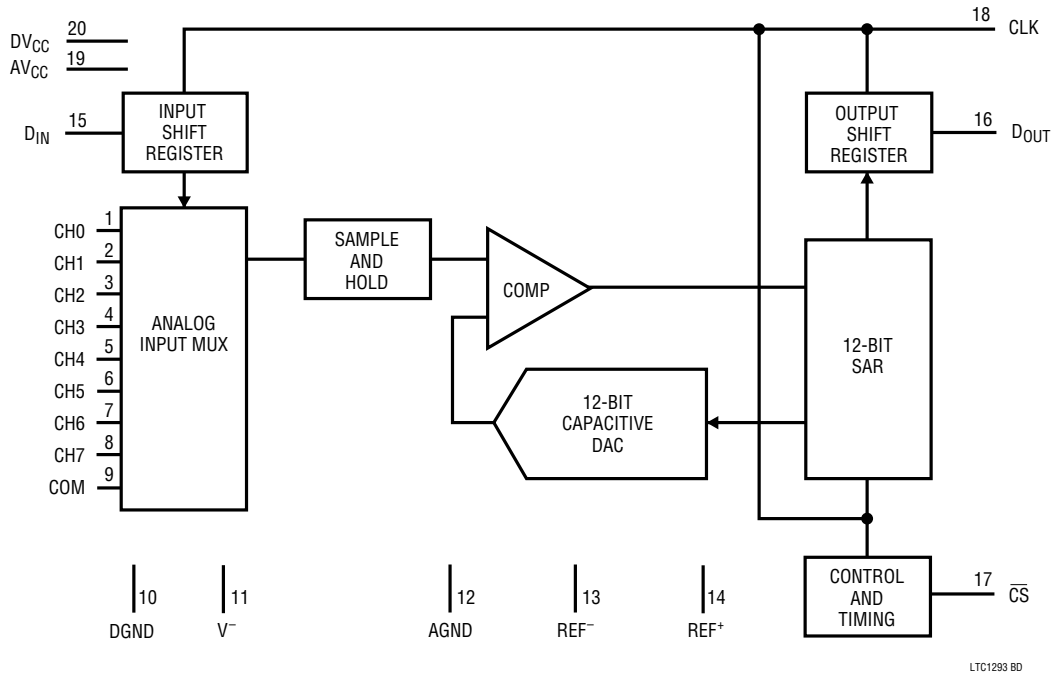 20
DVCC
19
AVCC
18
CLK
15
DIN
INPUT
SHIFT
REGISTER
OUTPUT
SHIFT
REGISTER
16
DOUT
1
CH0
2
CH1
3
CH2
4
CH3
5
CH4
6
CH5
7
CH6
8
CH7
9
COM
ANALOG
INPUT MUX
SAMPLE
AND
HOLD
COMP
12-BIT
CAPACITIVE
DAC
12-BIT
SAR
CONTROL
AND
TIMING
17
C̅S̅
10
DGND
11
V–
12
AGND
13
REF–
14
REF+
LTC1293 BD